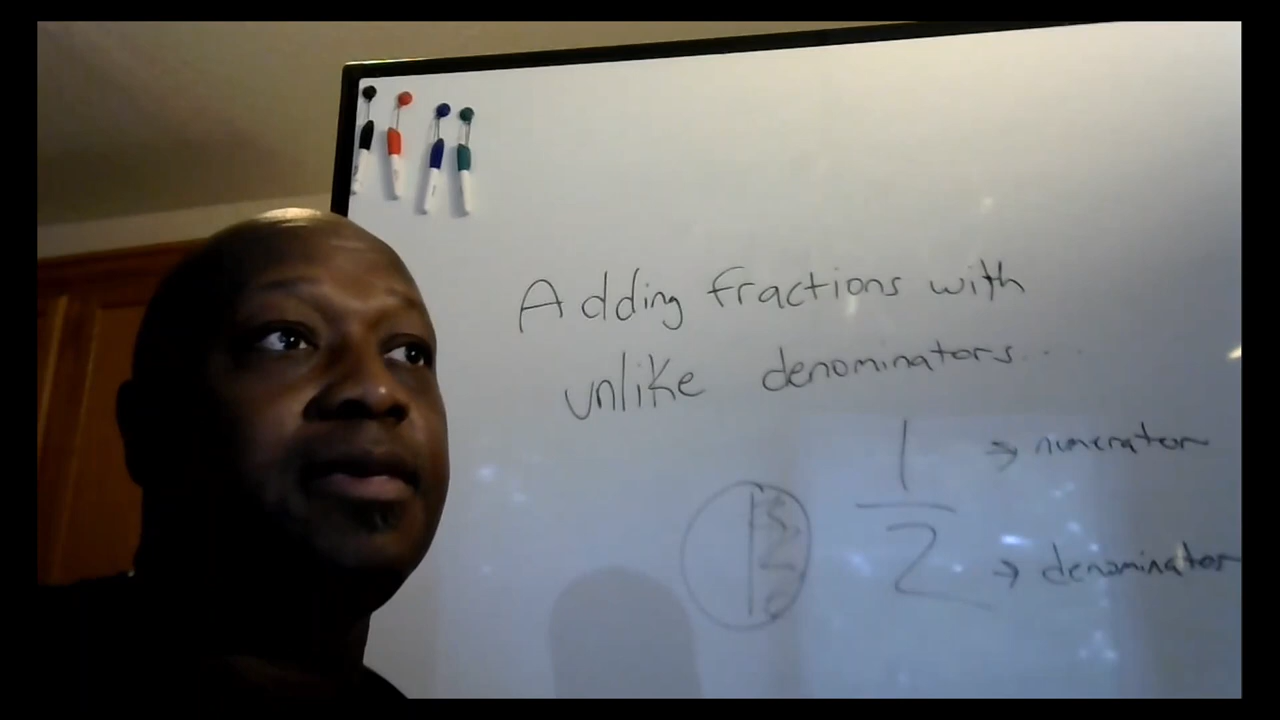 Adding fractions with
unlike denominators...
1 → numerator
2 → denominator